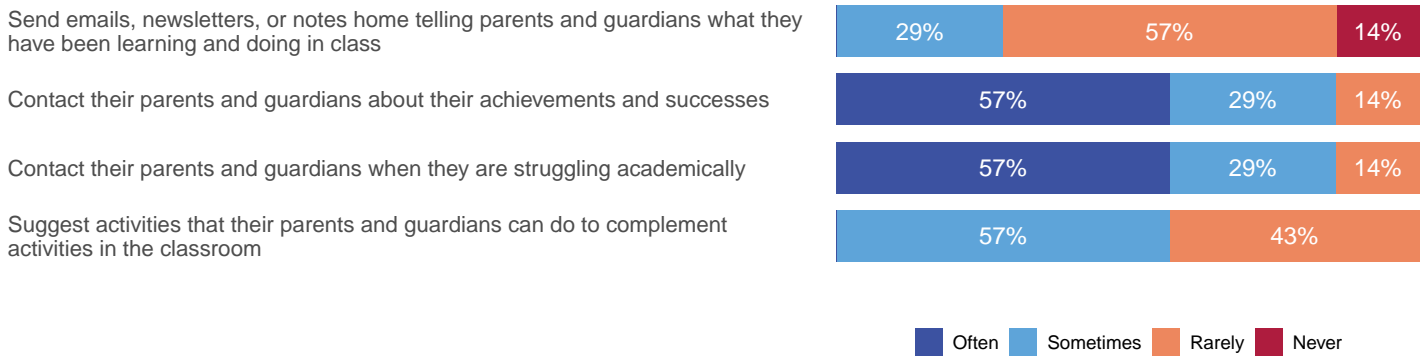 Send emails, newsletters, or notes home telling parents and guardians what they
have been learning and doing in class
29% 57% 14%
Contact their parents and guardians about their achievements and successes
57% 29% 14%
Contact their parents and guardians when they are struggling academically
57% 29% 14%
Suggest activities that their parents and guardians can do to complement
activities in the classroom
57% 43%
Often Sometimes Rarely Never